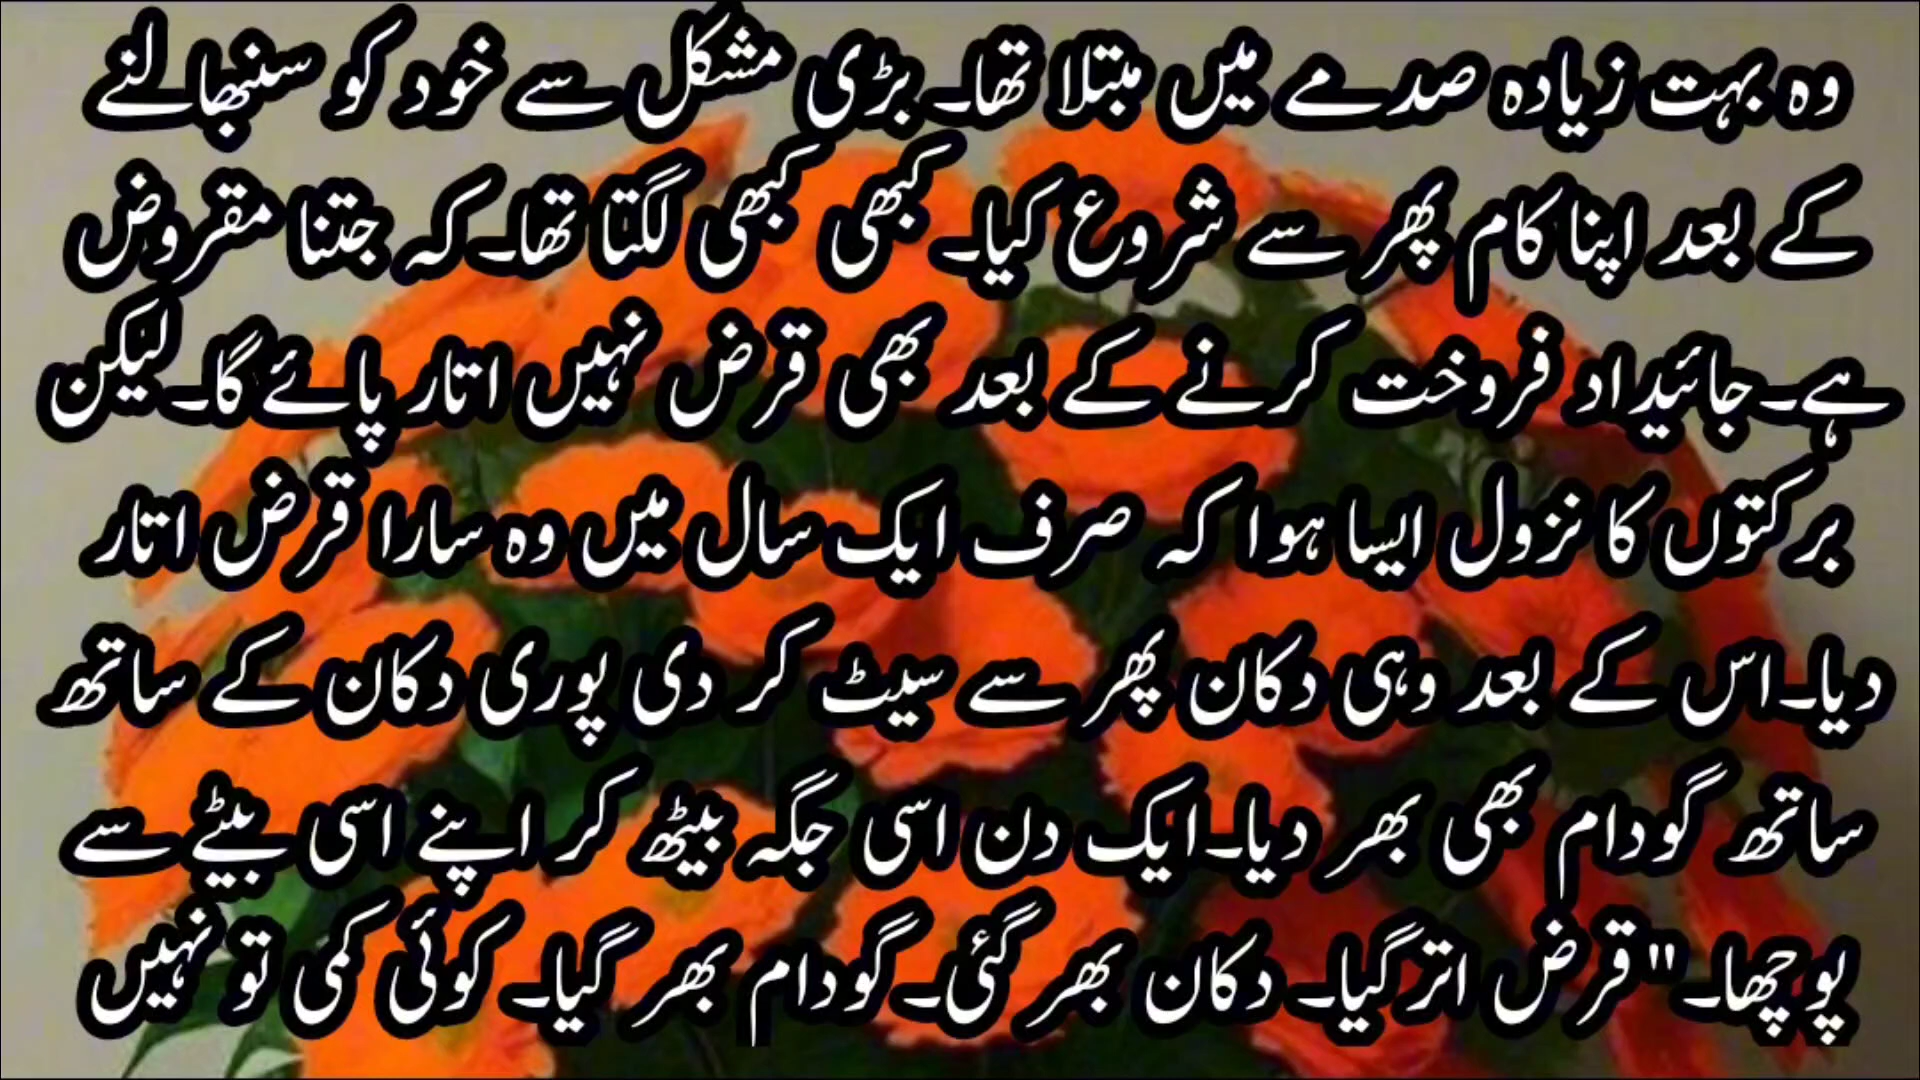 وہ بہت زیادہ صدمے میں مبتلا تھا۔ بڑی مشکل سے خود کو سنبھالنے
کے بعد اپنا کام پھر سے شروع کیا۔ کبھی کبھی لگتا تھا۔ کہ جتنا مقروض
ہے۔ جائیداد فروخت کرنے کے بعد بھی قرض نہیں اتار پائے گا۔ لیکن
برکتوں کا نزول ایسا ہوا کہ صرف ایک سال میں وہ سارا قرض اتار
دیا۔ اس کے بعد وہی دکان پھر سے سیٹ کر دی پوری دکان کے ساتھ
ساتھ گودام بھی بھر دیا۔ ایک دن اسی جگہ بیٹھ کر اپنے اسی بیٹے سے
پوچھا۔ "قرض اتر گیا۔ دکان بھر گئی۔ گودام بھر گیا۔ کوئی کمی تو نہیں